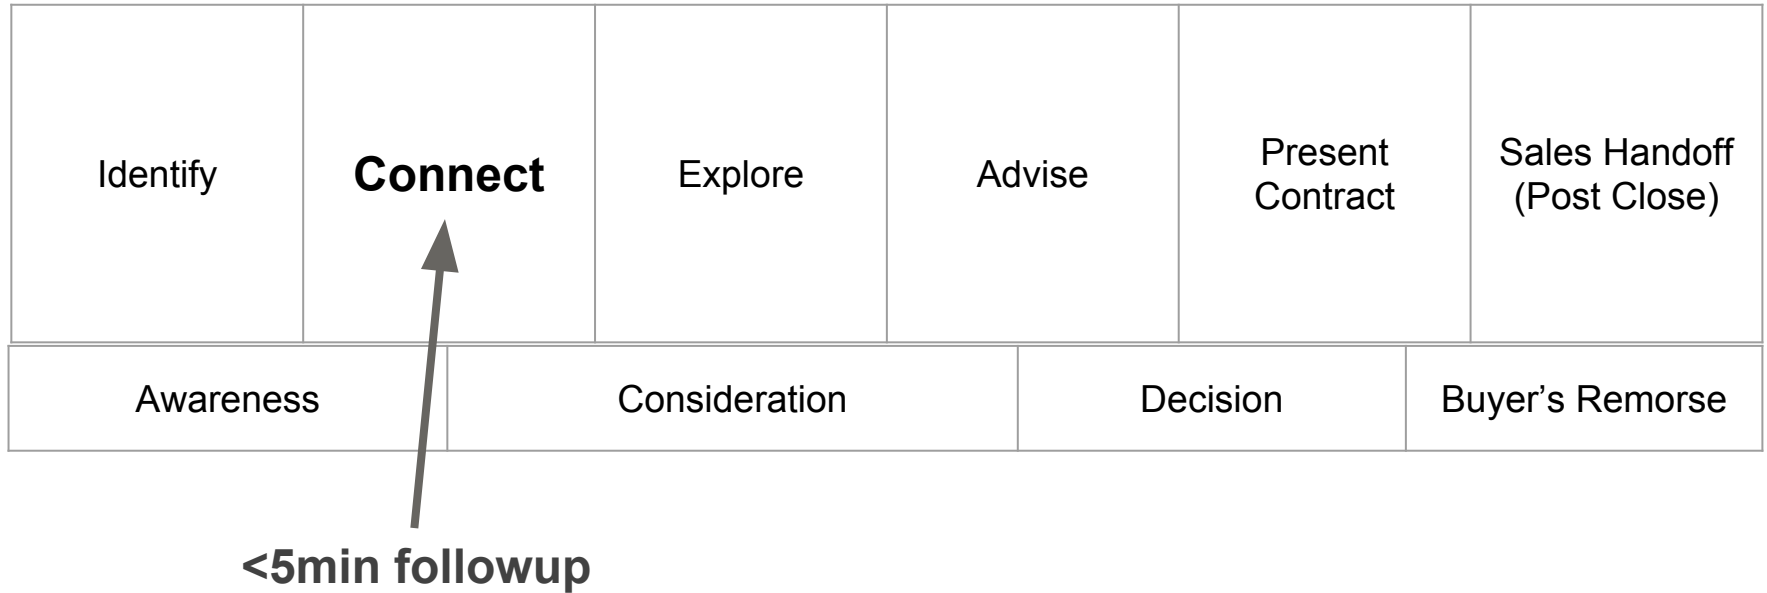 Identify
Connect
Explore
Advise
Present
Contract
Sales Handoff
(Post Close)
Awareness
Consideration
Decision
Buyer’s Remorse
<5min followup